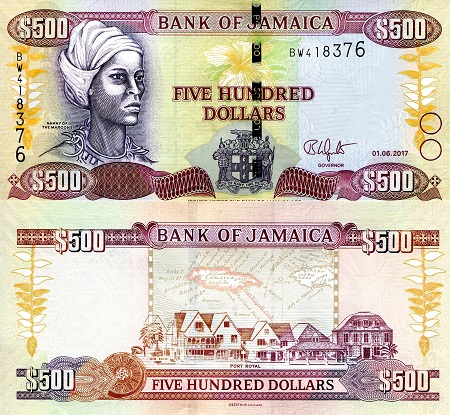 $500 BANK OF JAMAICA $500
BW418376
BW418376
FIVE HUNDRED
DOLLARS
NANNY OF
THE MAROONS
GOVERNOR
01.06.2017
$500 $500
$500 BANK OF JAMAICA $500
JAMAICA
PORT ROYAL
$500 FIVE HUNDRED DOLLARS $500